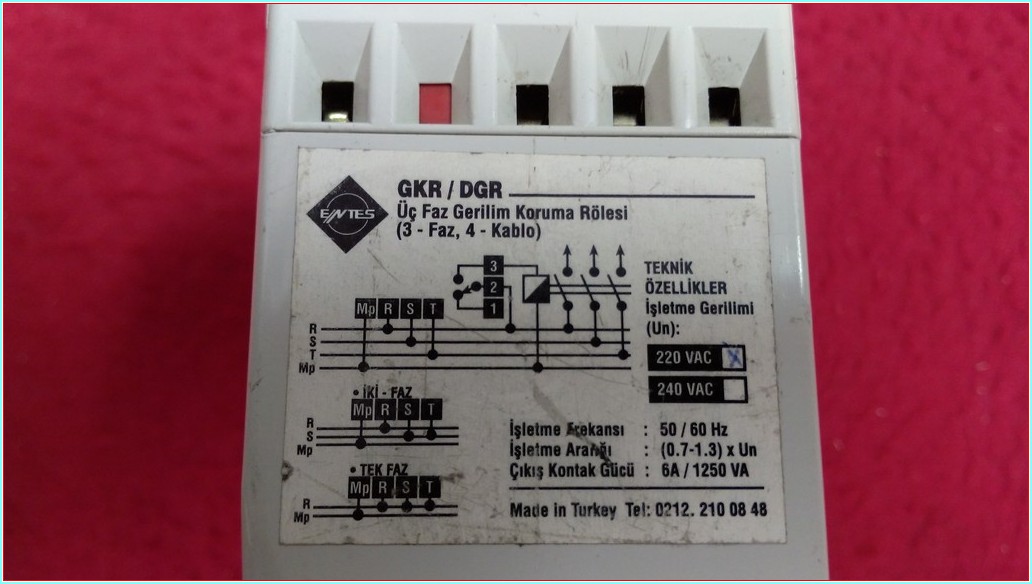 ENTES
GKR / DGR
Üç Faz Gerilim Koruma Rölesi
(3 - Faz, 4 - Kablo)
3
2
1
Mp R S T
R
S
T
Mp
TEKNİK
ÖZELLİKLER
İşletme Gerilimi
(Un):
220 VAC X
240 VAC
• İKİ - FAZ
Mp R S T
R
S
Mp
• TEK FAZ
Mp R S T
R
Mp
İşletme Frekansı : 50 / 60 Hz
İşletme Aralığı : (0.7-1.3) x Un
Çıkış Kontak Gücü : 6A / 1250 VA
Made in Turkey Tel: 0212. 210 08 48